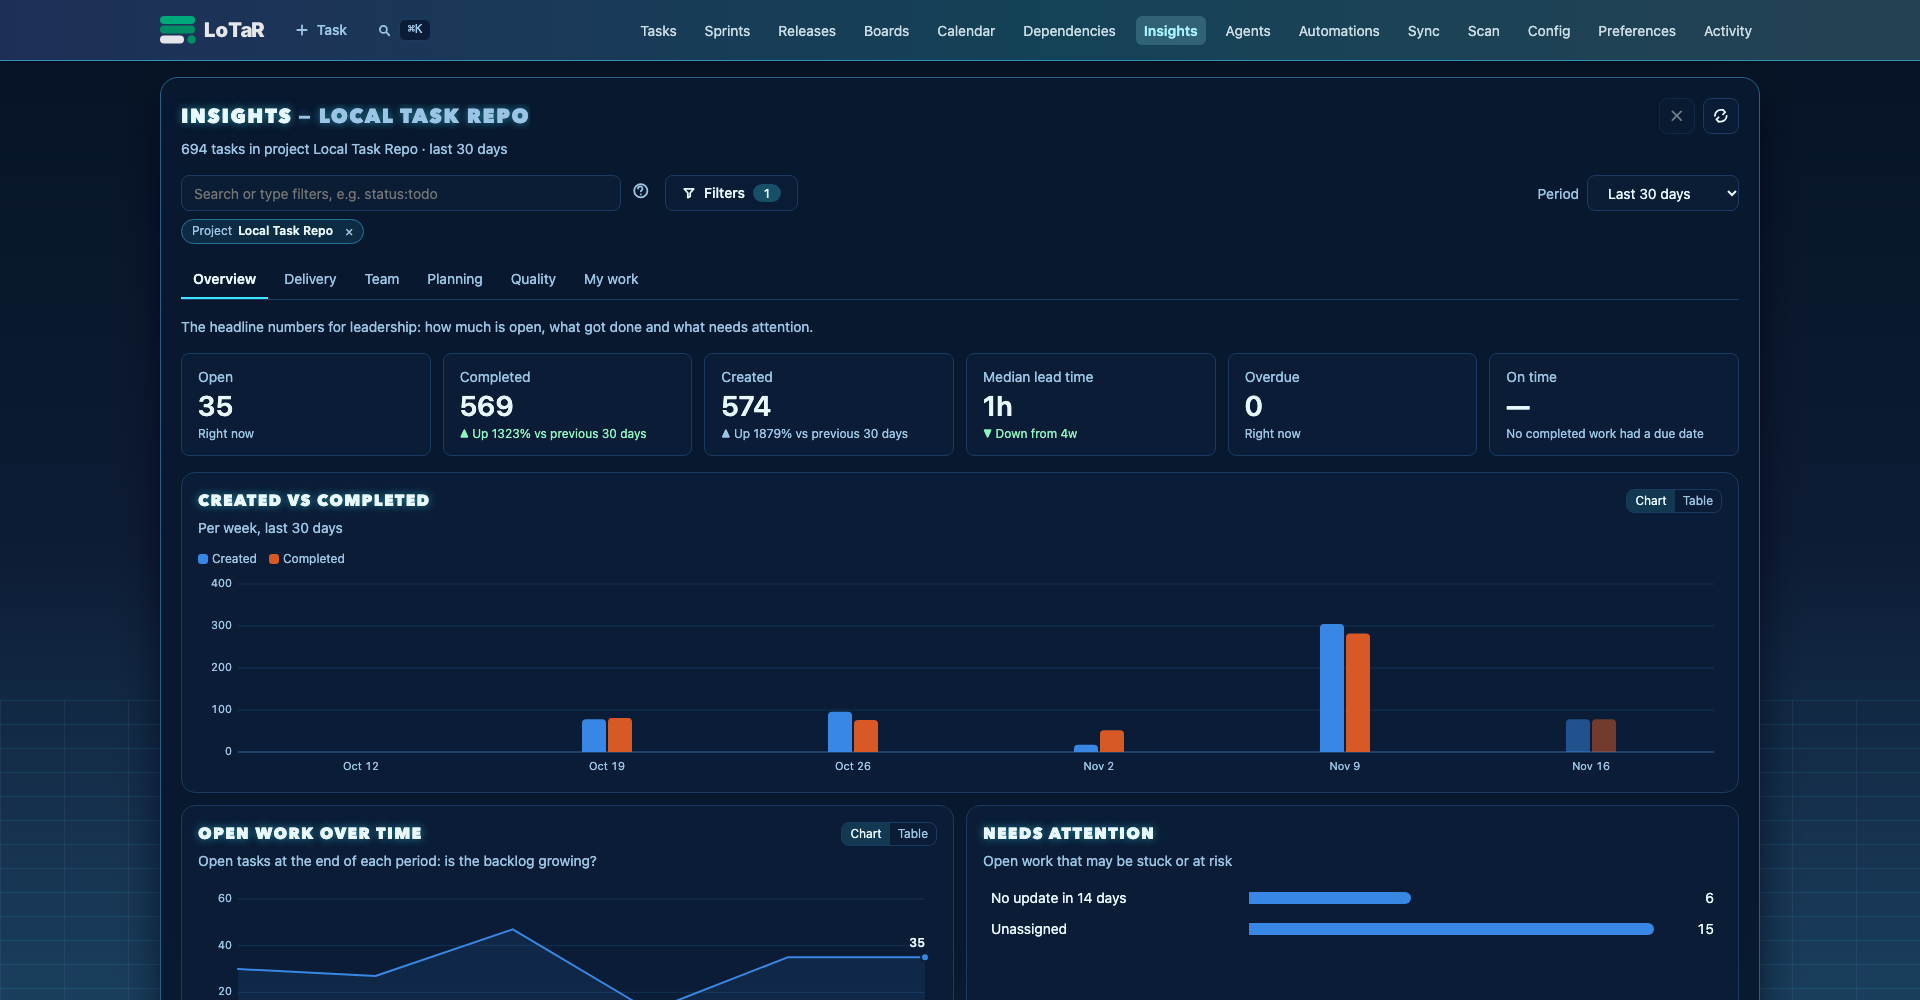 LoTaR
+ Task
⌘K
Tasks Sprints Releases Boards Calendar Dependencies Insights Agents Automations Sync Scan Config Preferences Activity
INSIGHTS – LOCAL TASK REPO
694 tasks in project Local Task Repo · last 30 days
Search or type filters, e.g. status:todo
Filters 1
Period Last 30 days
Project Local Task Repo ×
Overview Delivery Team Planning Quality My work
The headline numbers for leadership: how much is open, what got done and what needs attention.
Open
35
Right now
Completed
569
▲ Up 1323% vs previous 30 days
Created
574
▲ Up 1879% vs previous 30 days
Median lead time
1h
▼ Down from 4w
Overdue
0
Right now
On time
—
No completed work had a due date
CREATED VS COMPLETED
Chart Table
Per week, last 30 days
Created Completed
400
300
200
100
0
Oct 12 Oct 19 Oct 26 Nov 2 Nov 9 Nov 16
OPEN WORK OVER TIME
Chart Table
Open tasks at the end of each period: is the backlog growing?
60
40
20
35
NEEDS ATTENTION
Open work that may be stuck or at risk
No update in 14 days 6
Unassigned 15